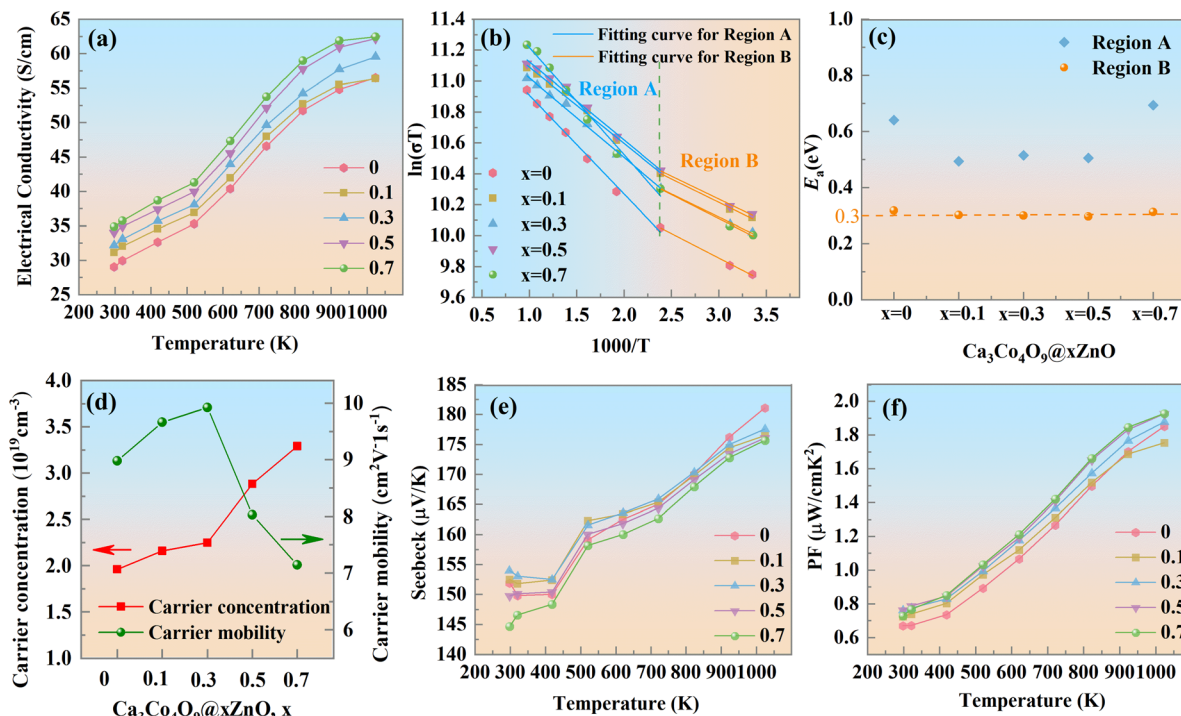 (a)
Electrical Conductivity (S/cm)
65
60
55
50
45
40
35
30
25
0
0.1
0.3
0.5
0.7
200 300 400 500 600 700 800 900 1000
Temperature (K)
(b)
ln(σT)
11.4
11.2
11.0
10.8
10.6
10.4
10.2
10.0
9.8
9.6
Fitting curve for Region A
Fitting curve for Region B
Region A
Region B
x=0
x=0.1
x=0.3
x=0.5
x=0.7
0.5 1.0 1.5 2.0 2.5 3.0 3.5
1000/T
(c)
Eₐ(eV)
1.0
0.8
0.6
0.4
0.3
0.2
0.0
Region A
Region B
x=0 x=0.1 x=0.3 x=0.5 x=0.7
Ca₃Co₄O₉@xZnO
(d)
Carrier concentration (10¹⁹cm⁻³)
4.0
3.5
3.0
2.5
2.0
1.5
1.0
Carrier concentration
Carrier mobility
10
9
8
7
6
5
Carrier mobility (cm²V⁻1s⁻¹)
0 0.1 0.3 0.5 0.7
Ca₃Co₄O₉@xZnO, x
(e)
Seebeck (μV/K)
185
180
175
170
165
160
155
150
145
140
0
0.1
0.3
0.5
0.7
200 300 400 500 600 700 800 900 1000
Temperature (K)
(f)
PF (μW/cmK²)
2.0
1.8
1.6
1.4
1.2
1.0
0.8
0.6
0
0.1
0.3
0.5
0.7
200 300 400 500 600 700 800 900 1000
Temperature (K)